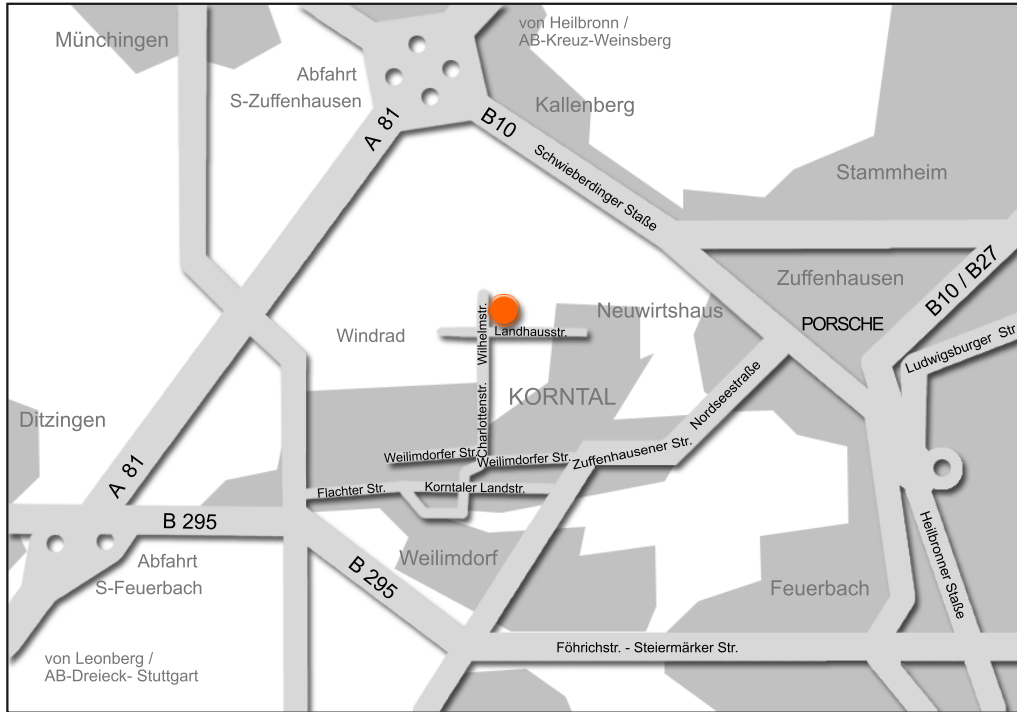 von Heilbronn /
AB-Kreuz-Weinsberg
Münchingen
Abfahrt
S-Zuffenhausen
Kallenberg
A 81
B10
Schwieberdinger Staße
Stammheim
Zuffenhausen
B10 / B27
Neuwirtshaus
PORSCHE
Windrad
Wilhelmstr.
Landhausstr.
Ludwigsburger Str.
KORNTAL
Charlottenstr.
Nordseestraße
Ditzingen
Weilimdorfer Str.
Weilimdorfer Str.
Zuffenhausener Str.
A 81
Flachter Str.
Korntaler Landstr.
B 295
Heilbronner Staße
Abfahrt
S-Feuerbach
B 295
Weilimdorf
Feuerbach
Föhrichstr. - Steiermärker Str.
von Leonberg /
AB-Dreieck- Stuttgart